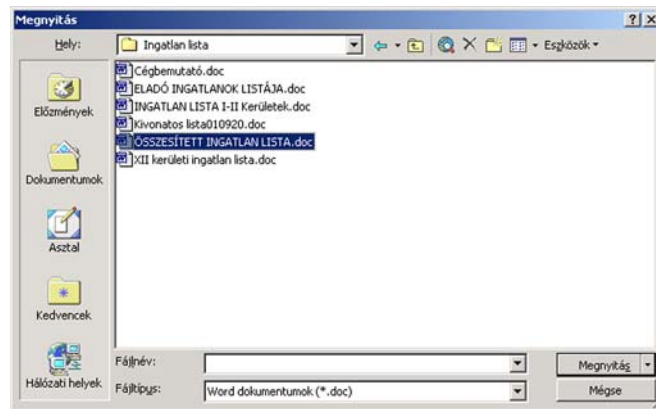 Megnyitás
Hely:
Ingatlan lista
Eszközök
Előzmények
Dokumentumok
Asztal
Kedvencek
Hálózati helyek
Cégbemutató.doc
ELADÓ INGATLANOK LISTÁJA.doc
INGATLAN LISTA I-II Kerületek.doc
Kivonatos lista010920.doc
ÖSSZESÍTETT INGATLAN LISTA.doc
XII kerületi ingatlan lista.doc
Fájlnév:
Megnyitás
Fájltípus:
Word dokumentumok (*.doc)
Mégse